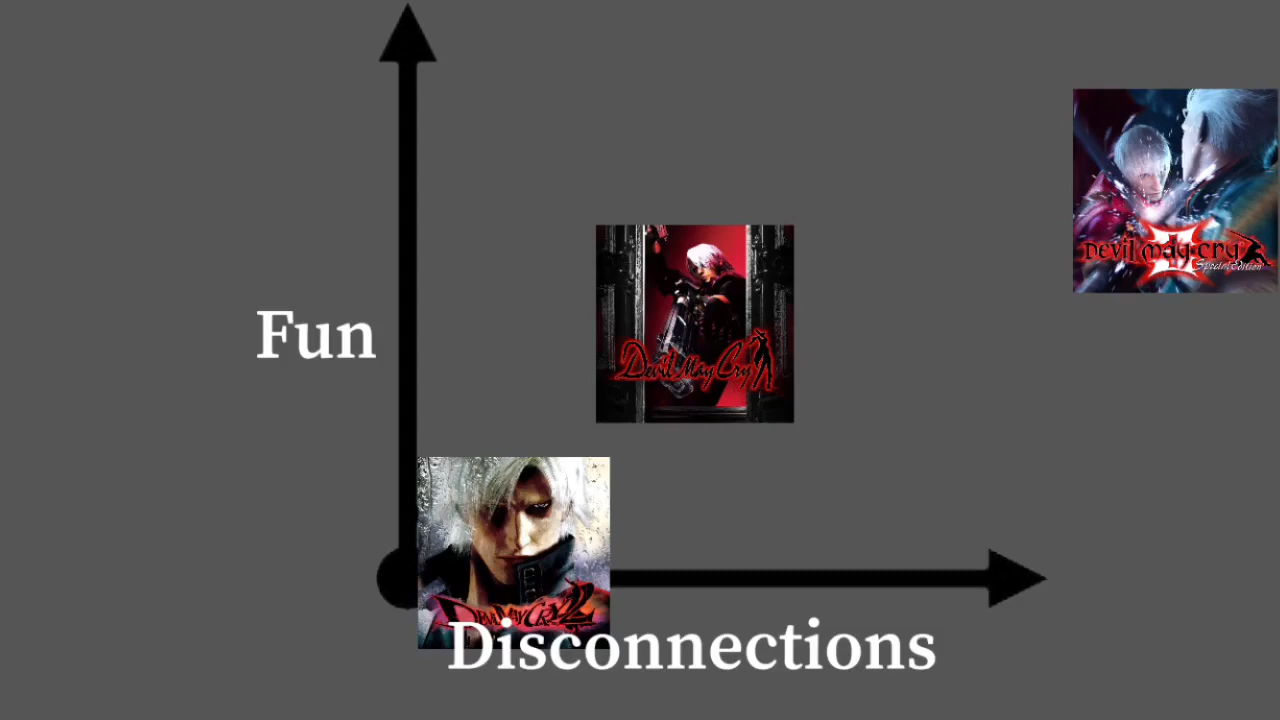 Devil may cry
3
Special Edition
Devil May Cry
Fun
Devil May Cry 2
Disconnections